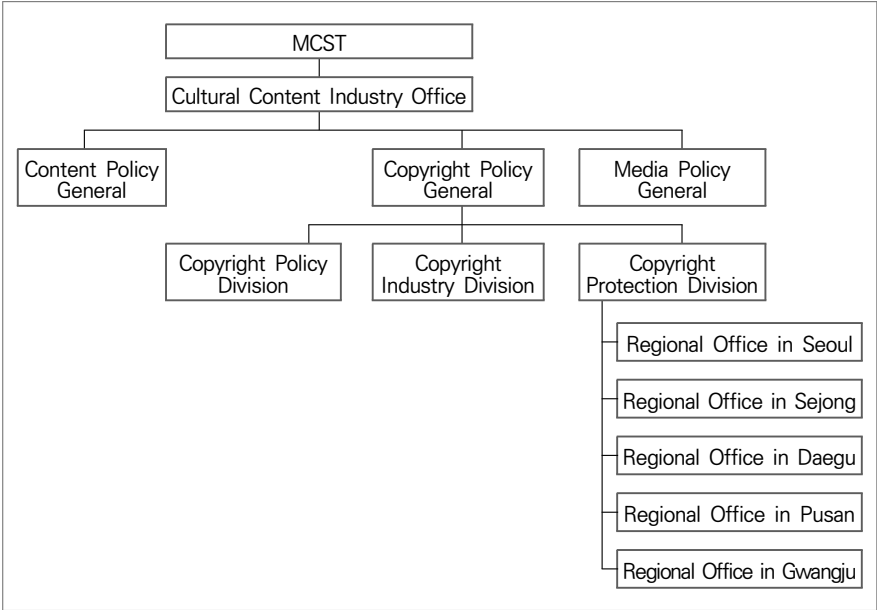 MCST
Cultural Content Industry Office
Content Policy
General
Copyright Policy
General
Media Policy
General
Copyright Policy
Division
Copyright
Industry Division
Copyright
Protection Division
Regional Office in Seoul
Regional Office in Sejong
Regional Office in Daegu
Regional Office in Pusan
Regional Office in Gwangju